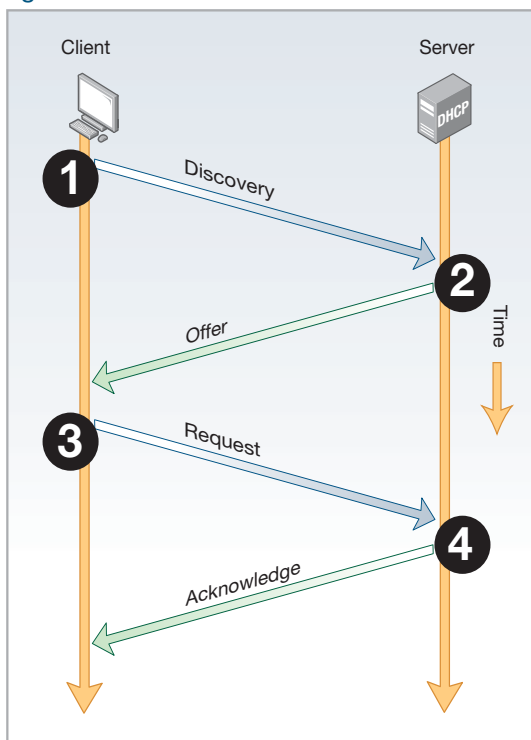 Client
Server
DHCP
1
Discovery
2
Time
Offer
3
Request
4
Acknowledge